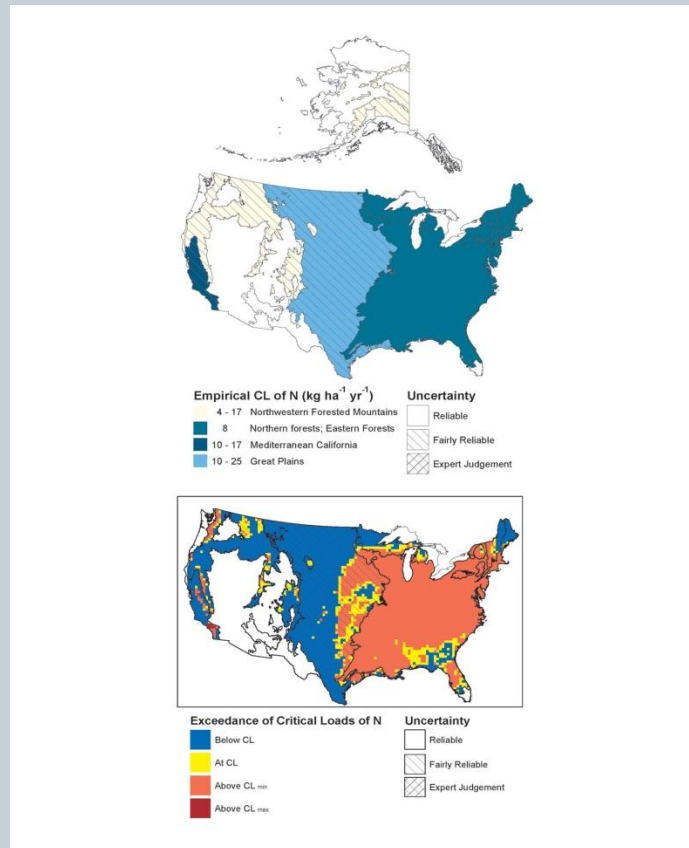 Empirical CL of N (kg ha⁻¹ yr⁻¹)
4 - 17 Northwestern Forested Mountains
8 Northern forests; Eastern Forests
10 - 17 Mediterranean California
10 - 25 Great Plains
Uncertainty
Reliable
Fairly Reliable
Expert Judgement
Exceedance of Critical Loads of N
Below CL
At CL
Above CL min
Above CL max
Uncertainty
Reliable
Fairly Reliable
Expert Judgement